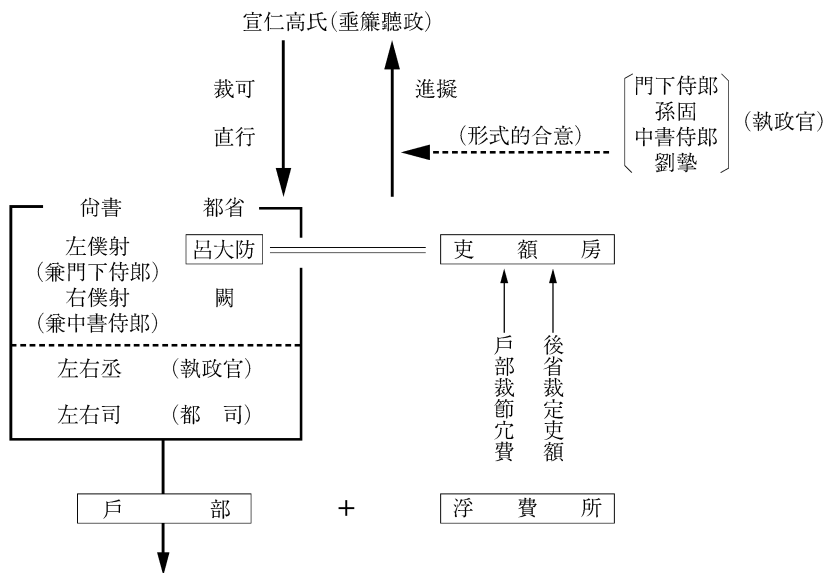 宣仁高氏(垂簾聽政)
裁可
直行
進擬
(形式的合意)
門下侍郎
孫固
中書侍郎
劉摯
(執政官)
尙書 都省
左僕射
(兼門下侍郎)
右僕射
(兼中書侍郎)
呂大防
闕
吏額房
左右丞 (執政官)
左右司 (都司)
戶部裁節冗費
後省裁定吏額
戶部
+
浮費所